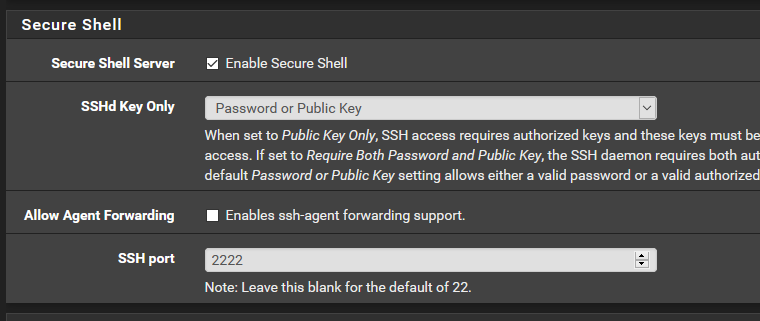 Secure Shell
Secure Shell Server Enable Secure Shell
SSHd Key Only Password or Public Key
When set to Public Key Only, SSH access requires authorized keys and these keys must be
access. If set to Require Both Password and Public Key, the SSH daemon requires both aut
default Password or Public Key setting allows either a valid password or a valid authorized
Allow Agent Forwarding Enables ssh-agent forwarding support.
SSH port 2222
Note: Leave this blank for the default of 22.